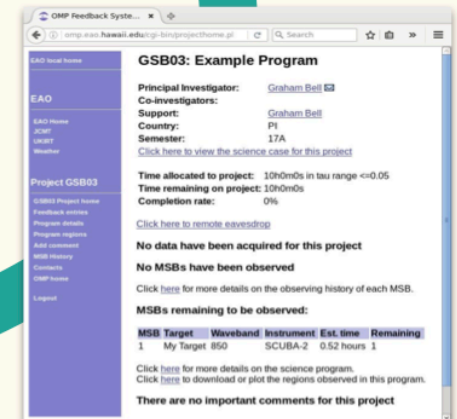 OMP Feedback Syste...
omp.eao.hawaii.edu/cgi-bin/projecthome.pl
Search
EAO local home
EAO
EAO Home
JCMT
UKIRT
Weather
Project GSB03
GSB03 Project home
Feedback entries
Program details
Program regions
Add comment
MSB History
Contacts
OMP home
Logout
GSB03: Example Program
Principal Investigator: Graham Bell
Co-investigators:
Support: Graham Bell
Country: PI
Semester: 17A
Click here to view the science case for this project
Time allocated to project: 10h0m0s in tau range <=0.05
Time remaining on project: 10h0m0s
Completion rate: 0%
Click here to remote eavesdrop
No data have been acquired for this project
No MSBs have been observed
Click here for more details on the observing history of each MSB.
MSBs remaining to be observed:
MSB Target Waveband Instrument Est. time Remaining
1 My Target 850 SCUBA-2 0.52 hours 1
Click here for more details on the science program.
Click here to download or plot the regions observed in this program.
There are no important comments for this project